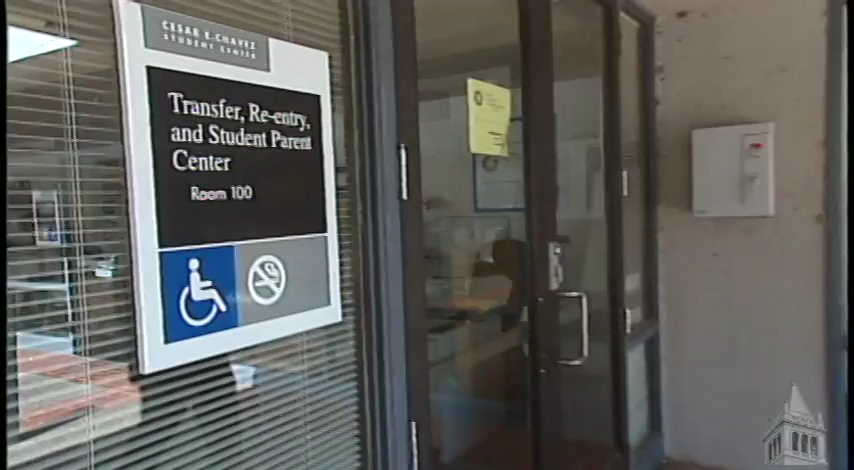 CESAR E. CHAVEZ
STUDENT CENTER
Transfer, Re-entry,
and Student Parent
Center
Room 100